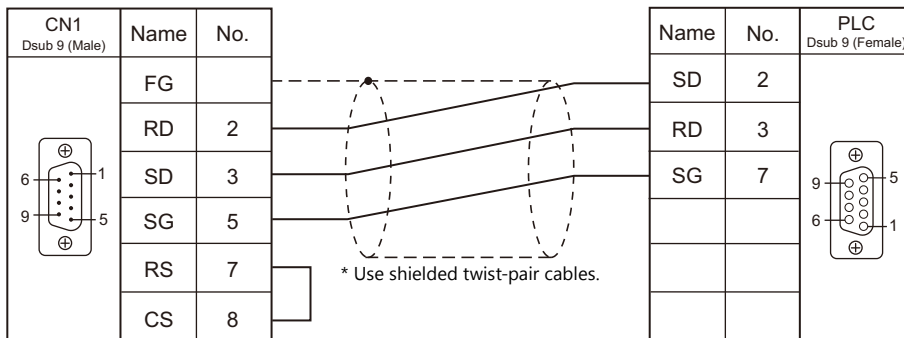 CN1
Dsub 9 (Male)
Name No.
FG
RD 2
SD 3
SG 5
RS 7
CS 8
1
6
9
5
* Use shielded twist-pair cables.
Name No.
PLC
Dsub 9 (Female)
SD 2
RD 3
SG 7
5
9
6
1